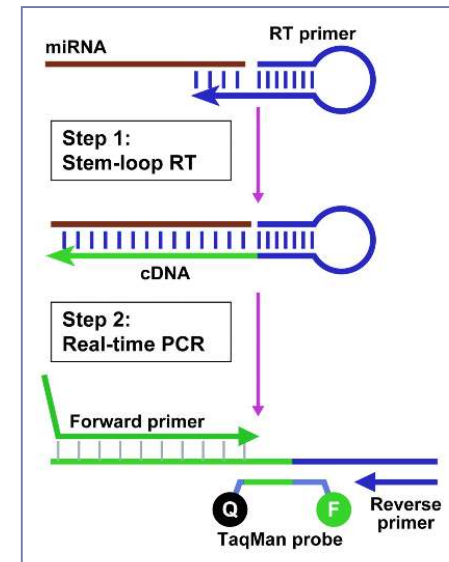 RT primer
miRNA
Step 1:
Stem-loop RT
cDNA
Step 2:
Real-time PCR
Forward primer
Q
F
Reverse
primer
TaqMan probe